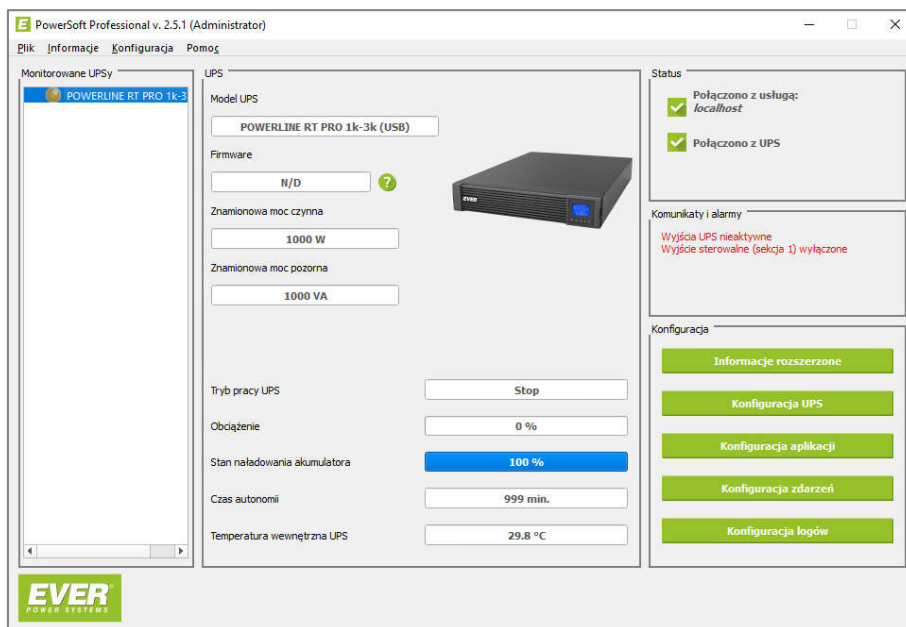 PowerSoft Professional v. 2.5.1 (Administrator)
Plik Informacje Konfiguracja Pomoc
Monitorowane UPSy
POWERLINE RT PRO 1k-3
UPS
Model UPS
POWERLINE RT PRO 1k-3k (USB)
Firmware
N/D
?
Znamionowa moc czynna
1000 W
Znamionowa moc pozorna
1000 VA
EVER
Tryb pracy UPS
Stop
Obciążenie
0 %
Stan naładowania akumulatora
100 %
Czas autonomii
999 min.
Temperatura wewnętrzna UPS
29.8 °C
Status
Połączono z usługą:
localhost
Połączono z UPS
Komunikaty i alarmy
Wyjścia UPS nieaktywne
Wyjście sterowalne (sekcja 1) wyłączone
Konfiguracja
Informacje rozszerzone
Konfiguracja UPS
Konfiguracja aplikacji
Konfiguracja zdarzeń
Konfiguracja logów
EVER
POWER SYSTEMS